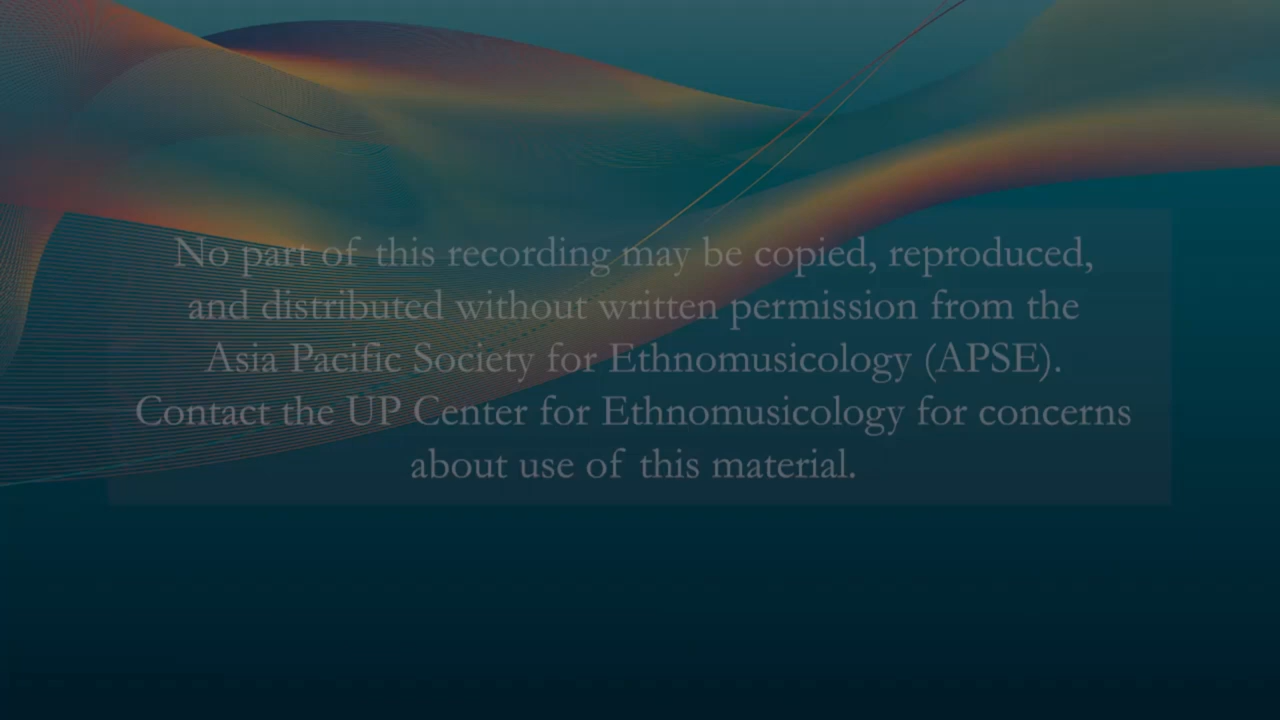 No part of this recording may be copied, reproduced,
and distributed without written permission from the
Asia Pacific Society for Ethnomusicology (APSE).
Contact the UP Center for Ethnomusicology for concerns
about use of this material.